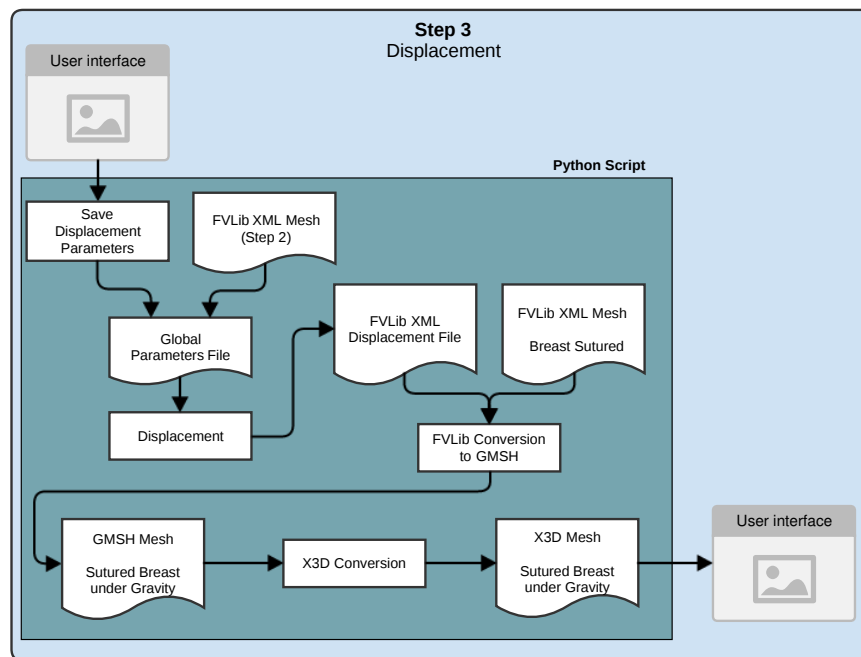 Step 3
Displacement
User interface
Python Script
Save
Displacement
Parameters
FVLib XML Mesh
(Step 2)
Global
Parameters File
FVLib XML
Displacement File
FVLib XML Mesh
Breast Sutured
Displacement
FVLib Conversion
to GMSH
GMSH Mesh
Sutured Breast
under Gravity
X3D Conversion
X3D Mesh
Sutured Breast
under Gravity
User interface